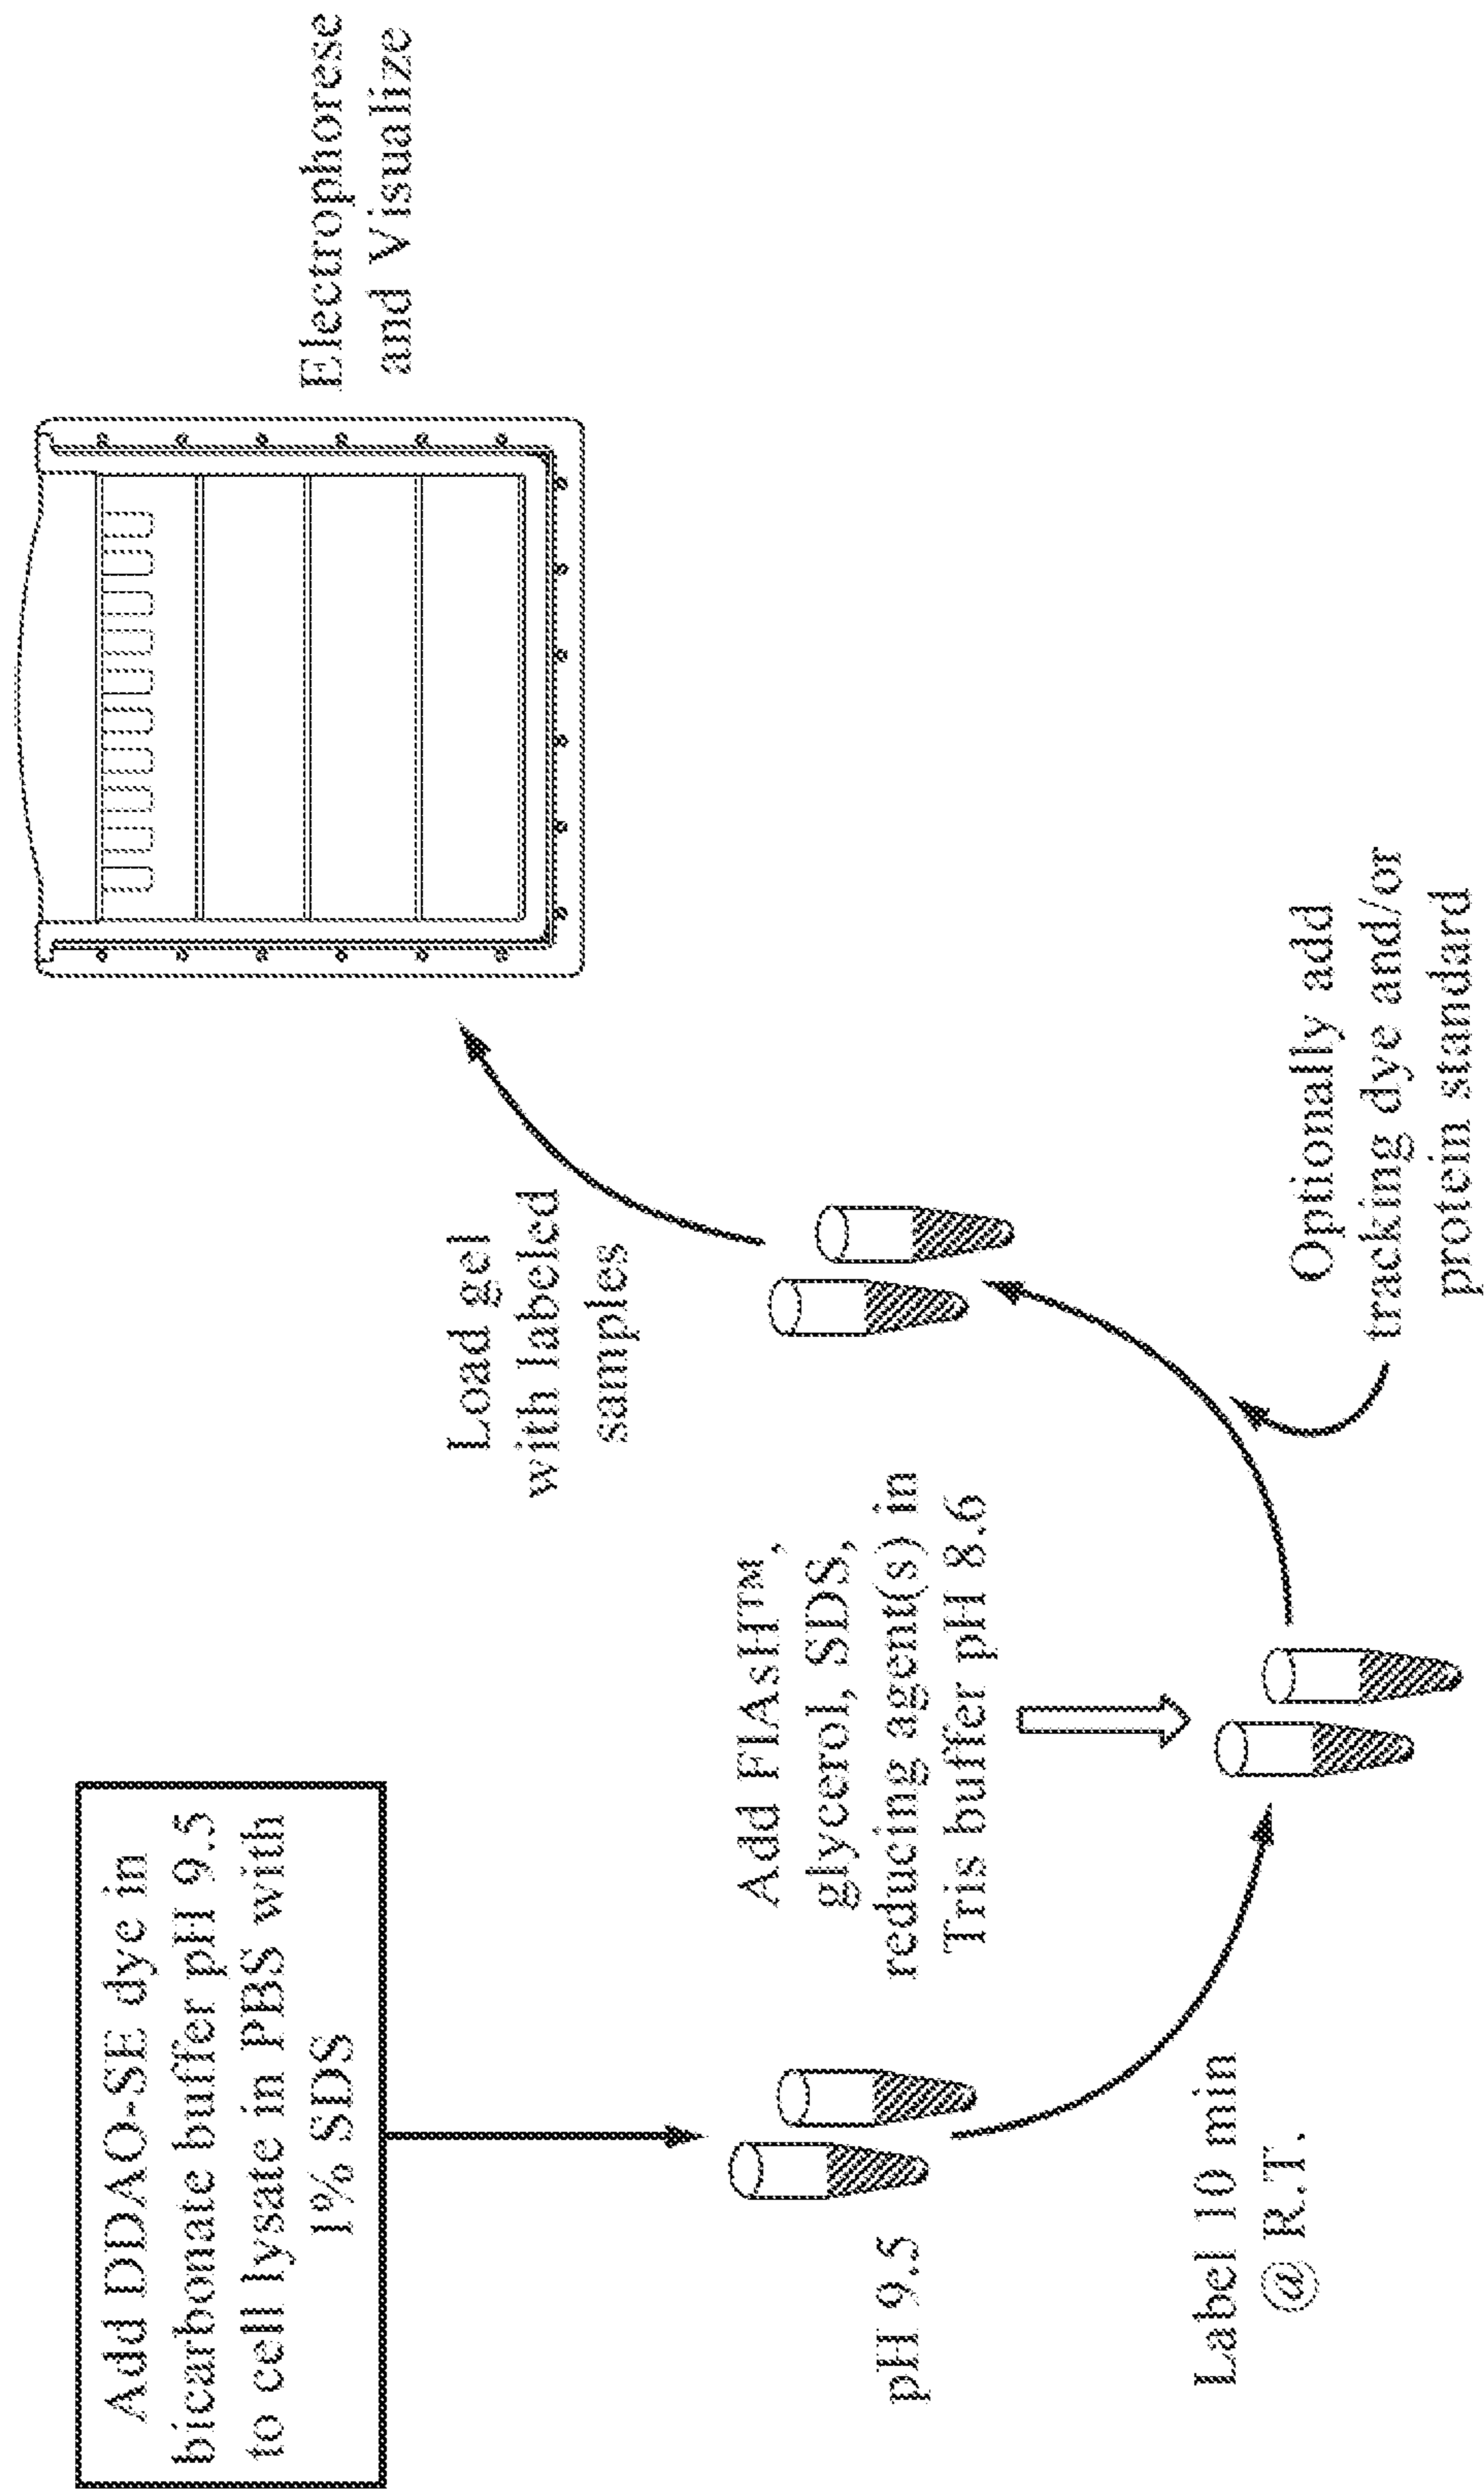 Add DDAO-SE dye in
bicarbonate buffer pH 9.5
to cell lysate in PBS with
1% SDS
pH 9.5
Label 10 min
@ R.T.
Add FlAsH™,
glycerol, SDS,
reducing agent(s) in
Tris buffer pH 8.6
Optionally add
tracking dye and/or
protein standard
Load gel
with labeled
samples
Electrophorese
and Visualize